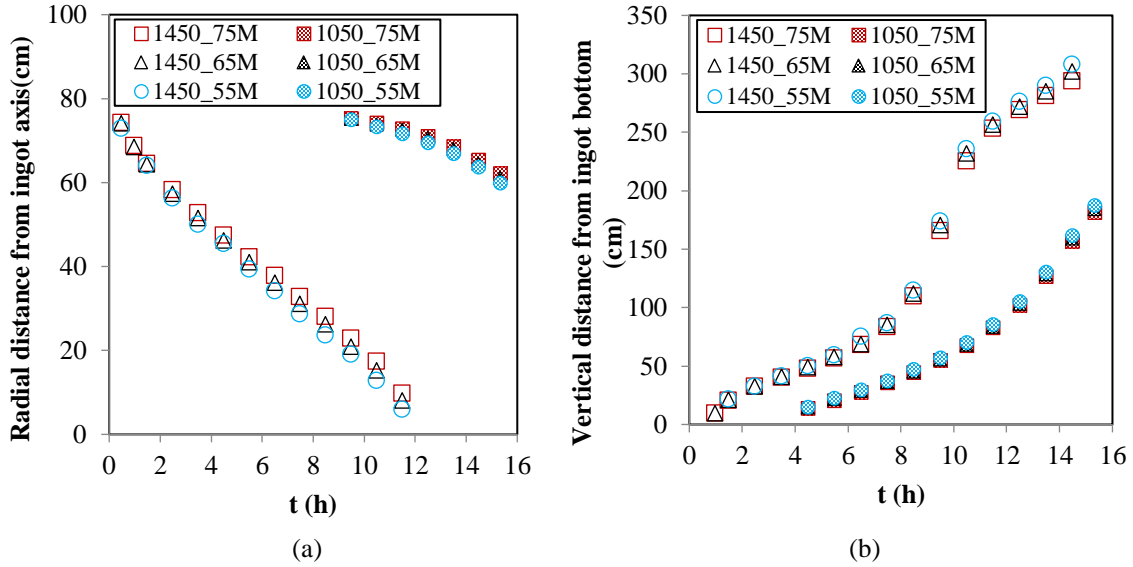 1450_75M 1050_75M
1450_65M 1050_65M
1450_55M 1050_55M
Radial distance from ingot axis(cm)
100
80
60
40
20
0
0 2 4 6 8 10 12 14 16
t (h)
(a)
1450_75M 1050_75M
1450_65M 1050_65M
1450_55M 1050_55M
Vertical distance from ingot bottom
(cm)
350
300
250
200
150
100
50
0
0 2 4 6 8 10 12 14 16
t (h)
(b)